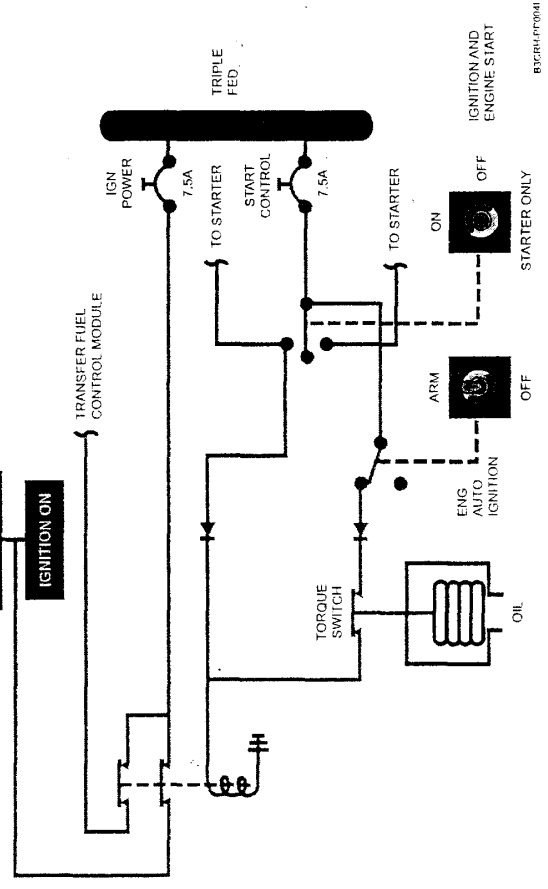 IGNITION ON
TRANSFER FUEL
CONTROL MODULE
IGN
POWER
7.5A
TRIPLE
FED
TO STARTER
START
CONTROL
7.5A
TO STARTER
TORQUE
SWITCH
OIL
ENG
AUTO
IGNITION
ARM
OFF
ON
OFF
STARTER ONLY
IGNITION AND
ENGINE START